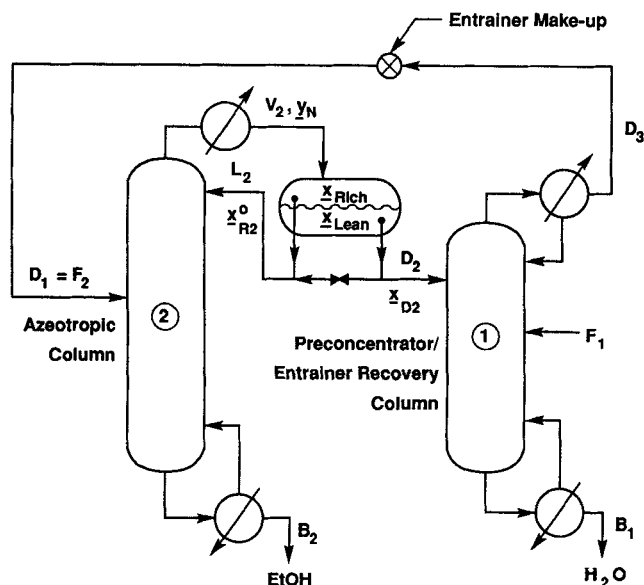 Entrainer Make-up
V2, yN
D3
L2
xRich
xLean
x°R2
D2
xD2
D1 = F2
2
Azeotropic
Column
1
F1
Preconcentrator/
Entrainer Recovery
Column
B2
B1
EtOH
H2O